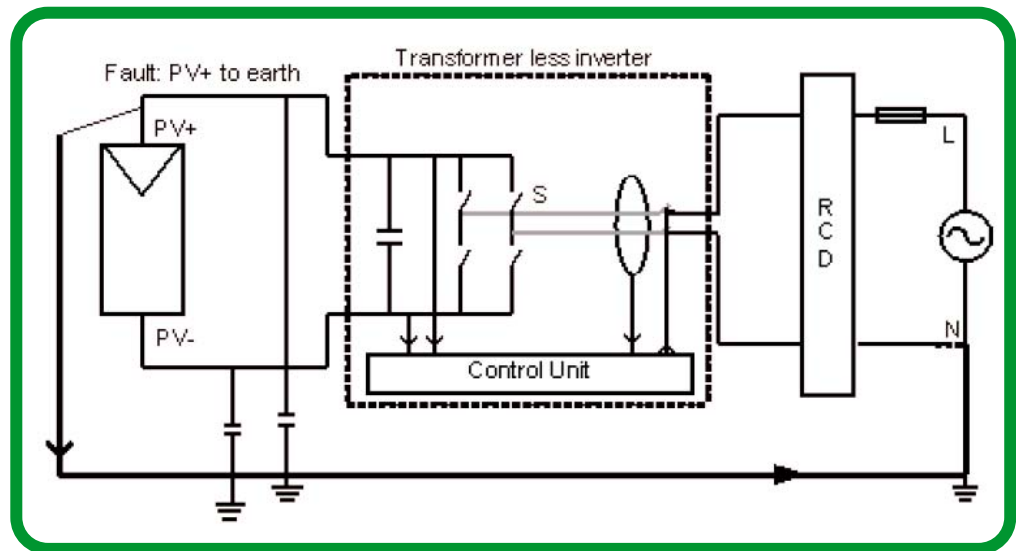 Transformer less inverter
Fault: PV+ to earth
PV+
S
L
R
C
D
N
PV-
Control Unit